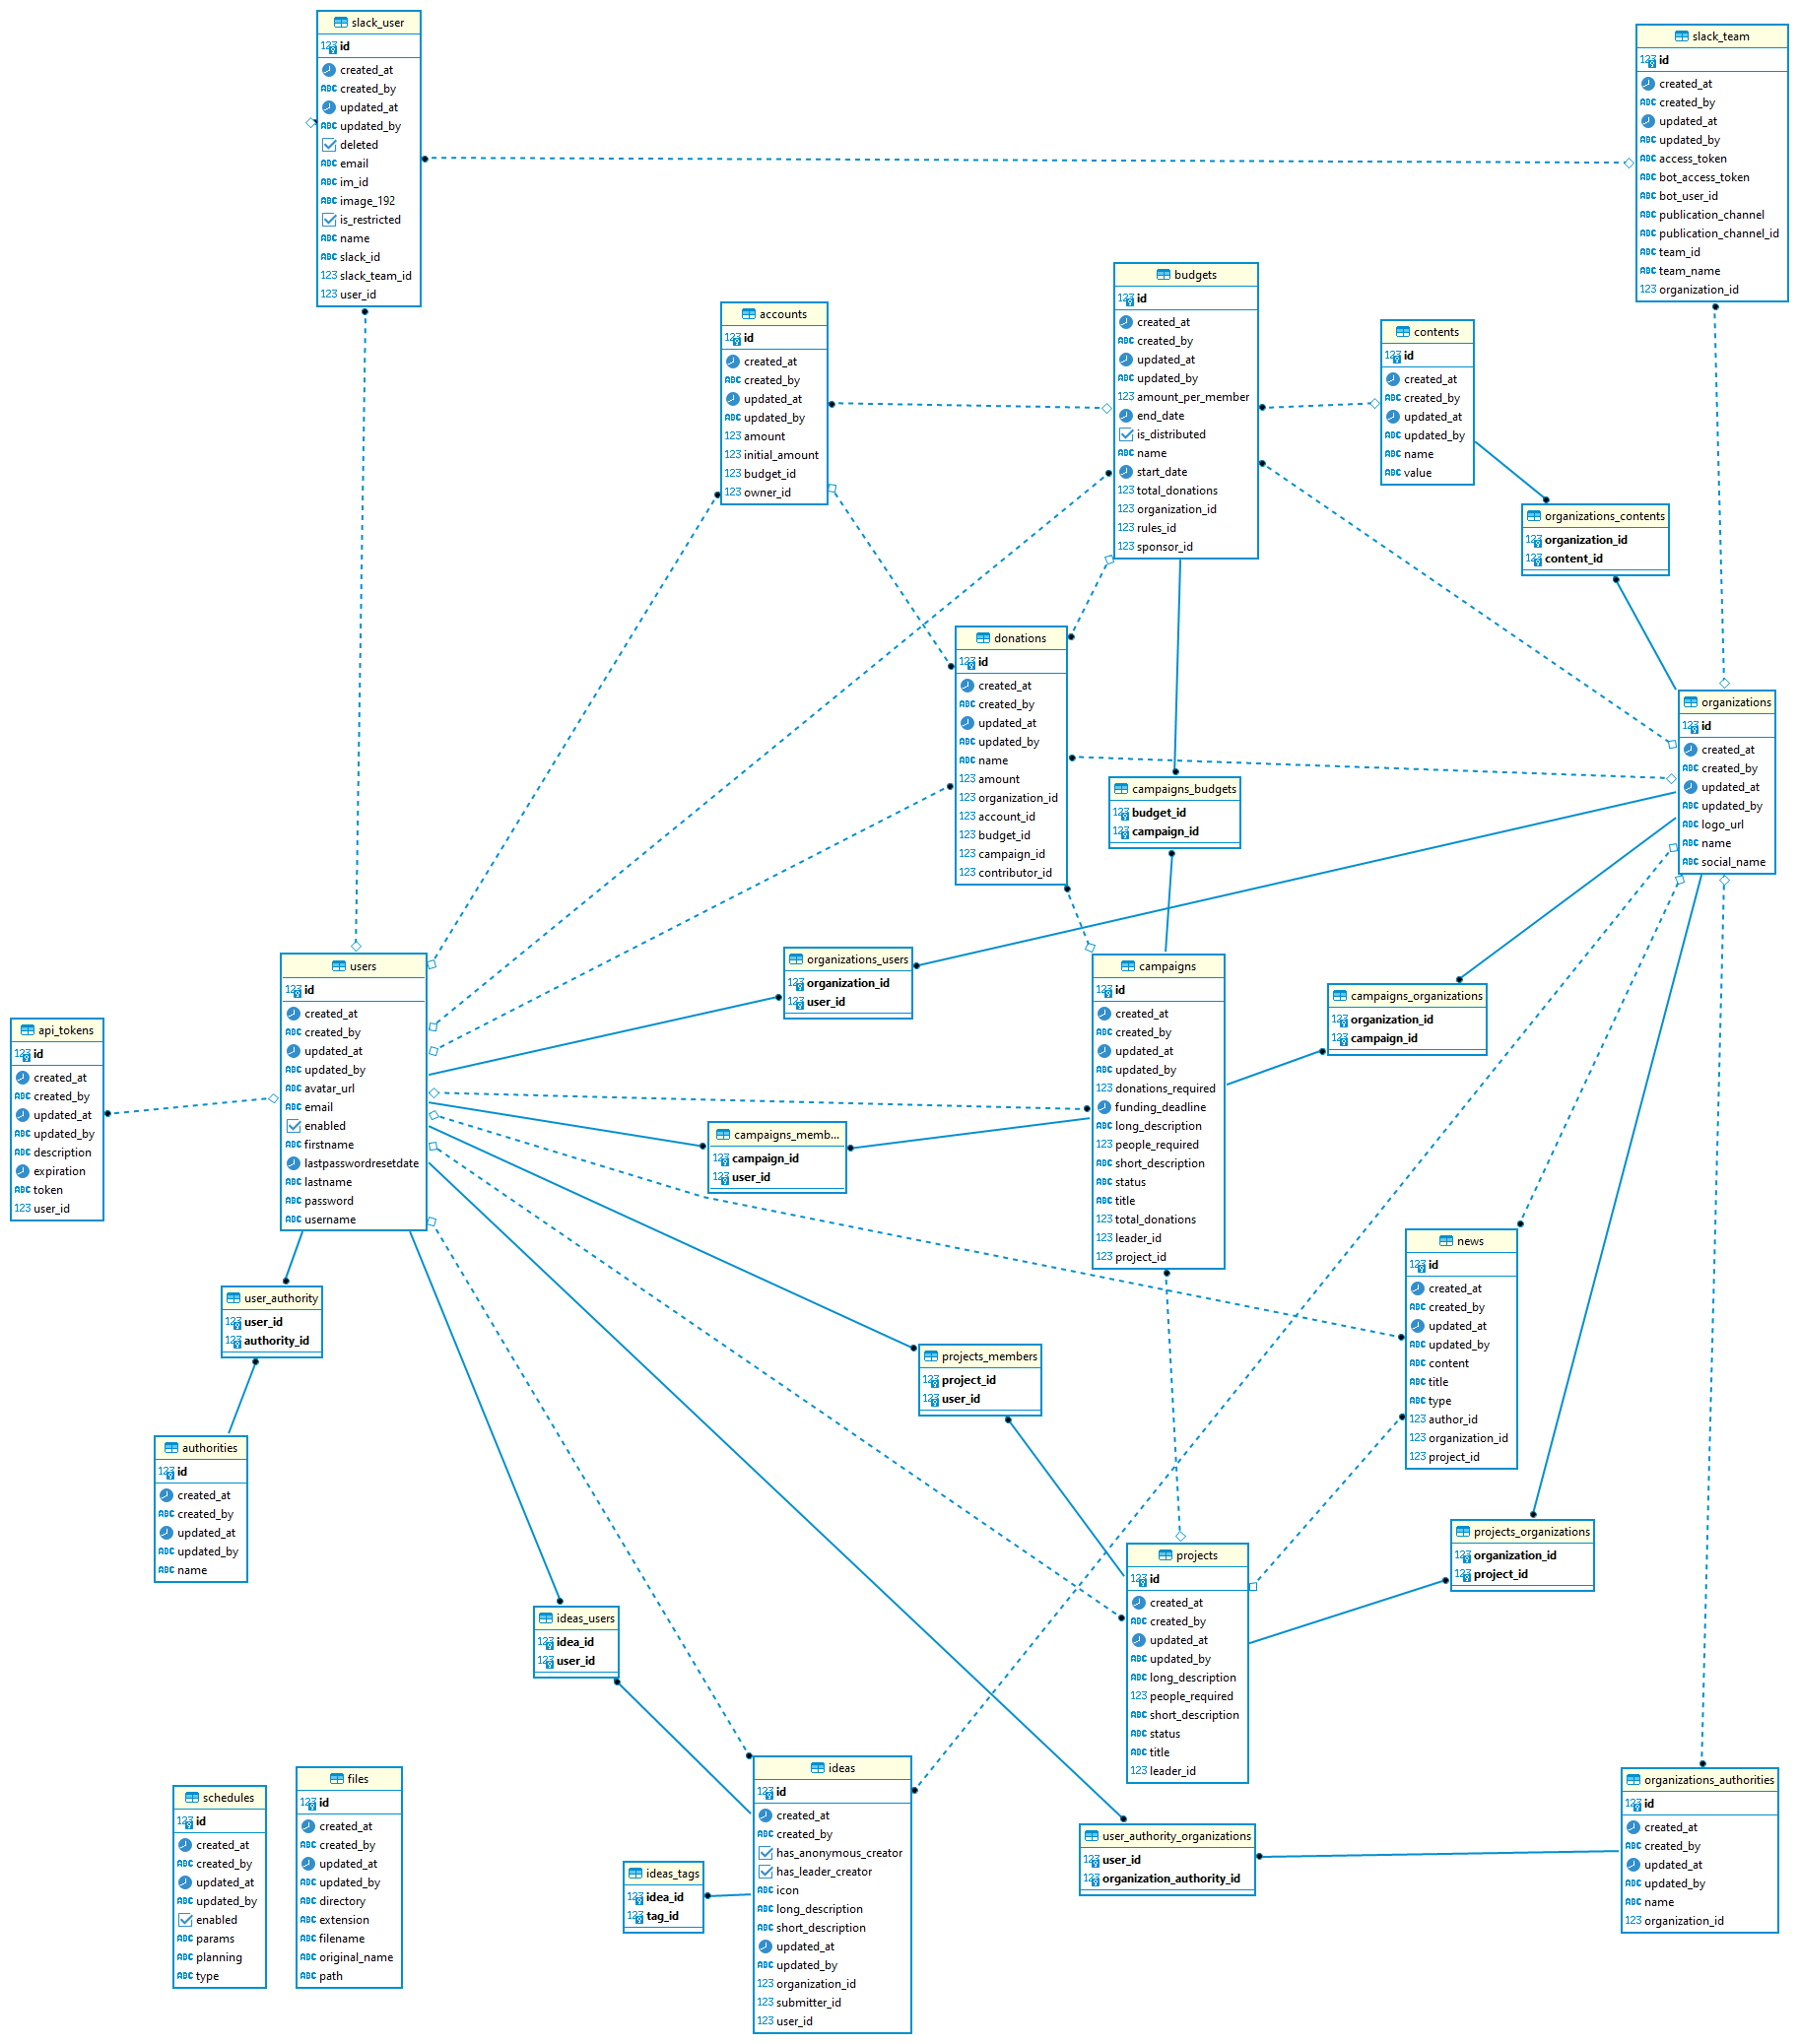 slack_user
id
created_at
created_by
updated_at
updated_by
deleted
email
im_id
image_192
is_restricted
name
slack_id
slack_team_id
user_id
slack_team
id
created_at
created_by
updated_at
updated_by
access_token
bot_access_token
bot_user_id
publication_channel
publication_channel_id
team_id
team_name
organization_id
budgets
id
created_at
created_by
updated_at
updated_by
amount_per_member
end_date
is_distributed
name
start_date
total_donations
organization_id
rules_id
sponsor_id
accounts
id
created_at
created_by
updated_at
updated_by
amount
initial_amount
budget_id
owner_id
contents
id
created_at
created_by
updated_at
updated_by
name
value
organizations_contents
organization_id
content_id
donations
id
created_at
created_by
updated_at
updated_by
name
amount
organization_id
account_id
budget_id
campaign_id
contributor_id
organizations
id
created_at
created_by
updated_at
updated_by
logo_url
name
social_name
campaigns_budgets
budget_id
campaign_id
users
id
created_at
created_by
updated_at
updated_by
avatar_url
email
enabled
firstname
lastpasswordresetdate
lastname
password
username
organizations_users
organization_id
user_id
campaigns
id
created_at
created_by
updated_at
updated_by
donations_required
funding_deadline
long_description
people_required
short_description
status
title
total_donations
leader_id
project_id
campaigns_organizations
organization_id
campaign_id
api_tokens
id
created_at
created_by
updated_at
updated_by
description
expiration
token
user_id
campaigns_memb...
campaign_id
user_id
news
id
created_at
created_by
updated_at
updated_by
content
title
type
author_id
organization_id
project_id
user_authority
user_id
authority_id
projects_members
project_id
user_id
authorities
id
created_at
created_by
updated_at
updated_by
name
projects_organizations
organization_id
project_id
projects
id
created_at
created_by
updated_at
updated_by
long_description
people_required
short_description
status
title
leader_id
ideas_users
idea_id
user_id
ideas
id
created_at
created_by
has_anonymous_creator
has_leader_creator
icon
long_description
short_description
updated_at
updated_by
organization_id
submitter_id
user_id
files
id
created_at
created_by
updated_at
updated_by
directory
extension
filename
original_name
path
schedules
id
created_at
created_by
updated_at
updated_by
enabled
params
planning
type
organizations_authorities
id
created_at
created_by
updated_at
updated_by
name
organization_id
user_authority_organizations
user_id
organization_authority_id
ideas_tags
idea_id
tag_id